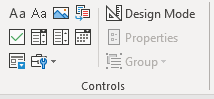 Aa Aa Design Mode
Properties
Group
Controls